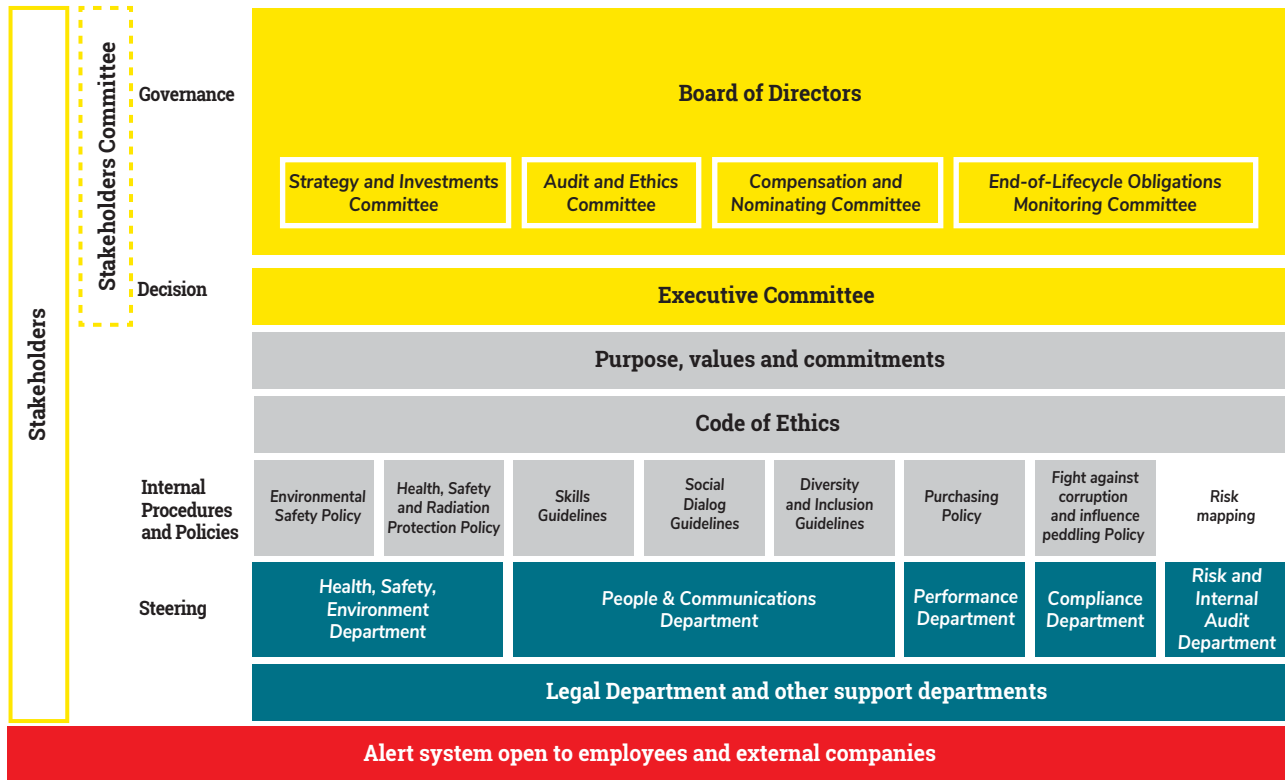 Stakeholders
Stakeholders Committee
Governance
Board of Directors
Strategy and Investments
Committee
Audit and Ethics
Committee
Compensation and
Nominating Committee
End-of-Lifecycle Obligations
Monitoring Committee
Decision
Executive Committee
Purpose, values and commitments
Code of Ethics
Internal
Procedures
and Policies
Environmental
Safety Policy
Health, Safety
and Radiation
Protection Policy
Skills
Guidelines
Social
Dialog
Guidelines
Diversity
and Inclusion
Guidelines
Purchasing
Policy
Fight against
corruption
and influence
peddling Policy
Risk
mapping
Steering
Health, Safety,
Environment
Department
People & Communications
Department
Performance
Department
Compliance
Department
Risk and
Internal
Audit
Department
Legal Department and other support departments
Alert system open to employees and external companies